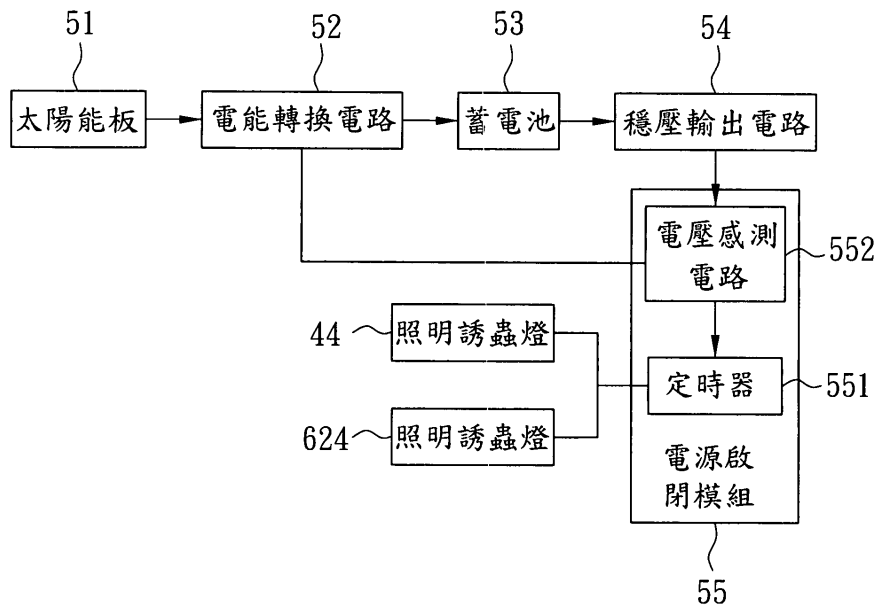 51
52
53
54
太陽能板
電能轉換電路
蓄電池
穩壓輸出電路
電壓感測
電路
552
44
照明誘蟲燈
定時器
551
624
照明誘蟲燈
電源啟
閉模組
55